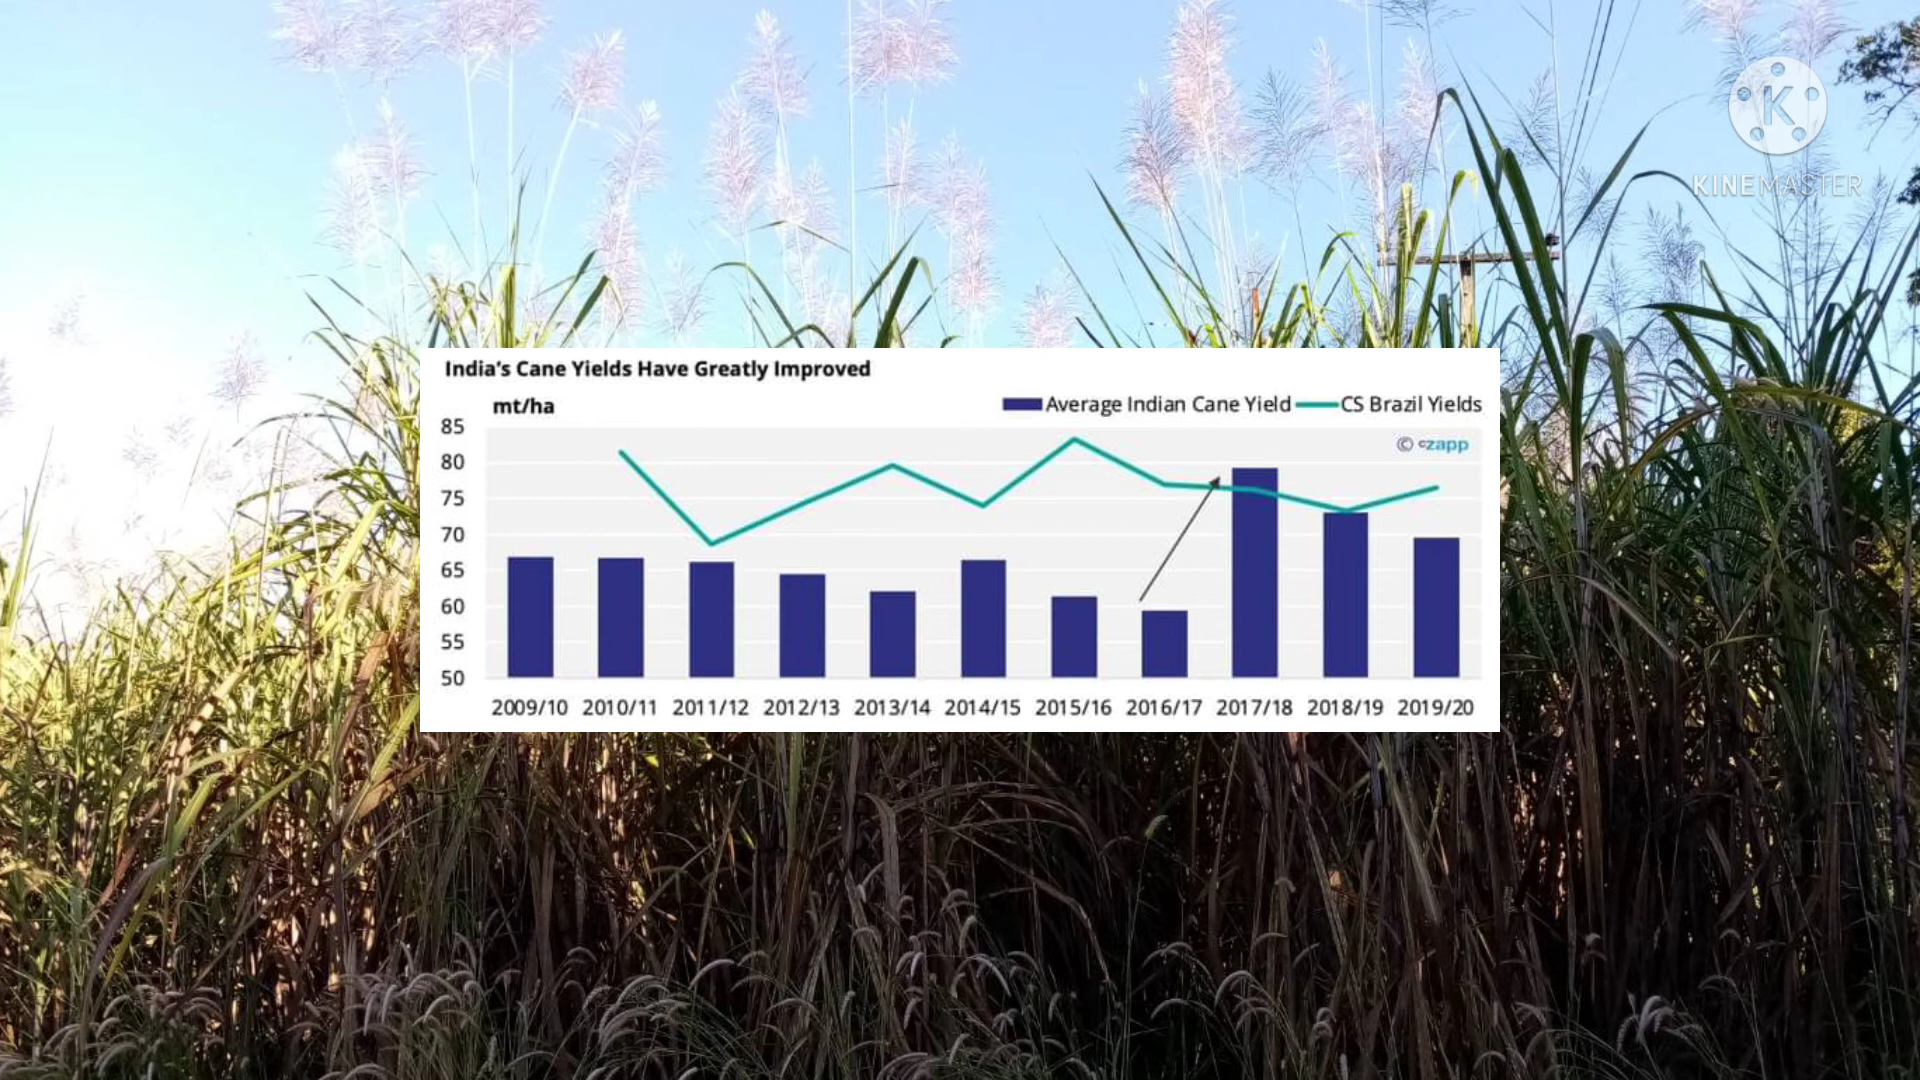 K
KINEMASTER
India's Cane Yields Have Greatly Improved
mt/ha
Average Indian Cane Yield CS Brazil Yields
© czapp
85
80
75
70
65
60
55
50
2009/10 2010/11 2011/12 2012/13 2013/14 2014/15 2015/16 2016/17 2017/18 2018/19 2019/20